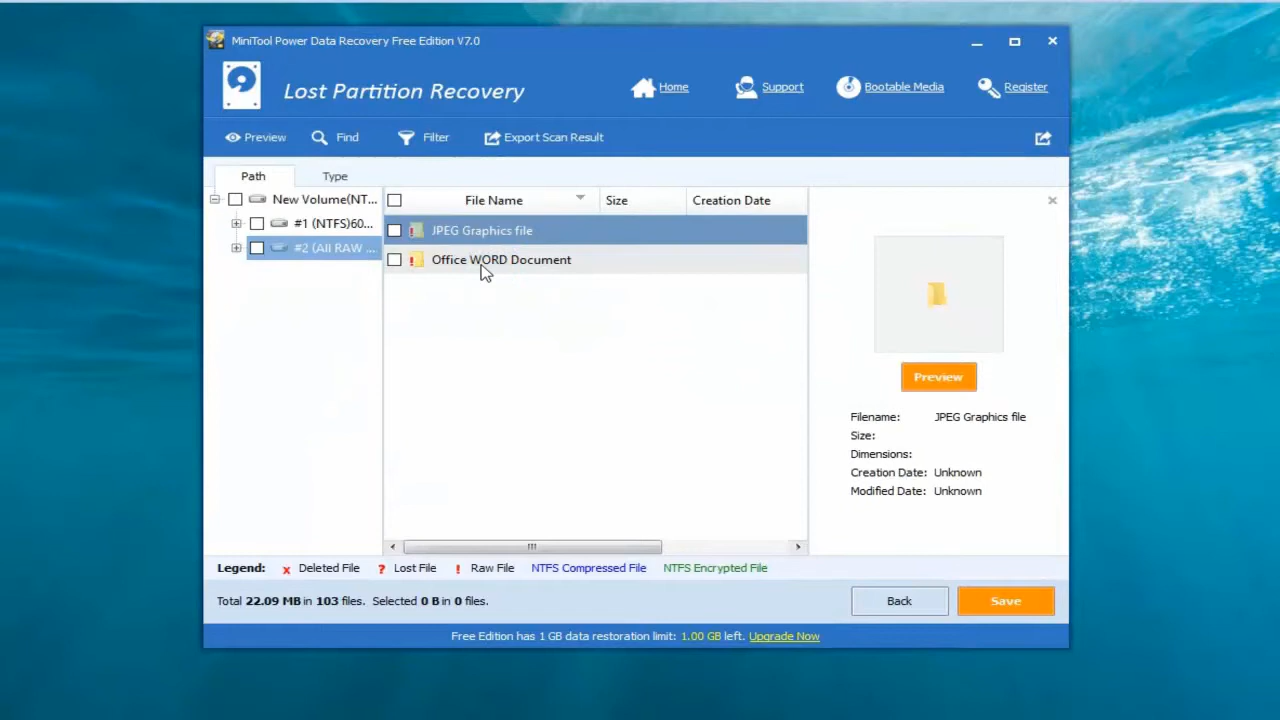 MiniTool Power Data Recovery Free Edition V7.0
Lost Partition Recovery
Home
Support
Bootable Media
Register
Preview
Find
Filter
Export Scan Result
Path
Type
New Volume(NT...
#1 (NTFS)60...
#2 (All RAW ...
File Name
Size
Creation Date
JPEG Graphics file
Office WORD Document
Preview
Filename: JPEG Graphics file
Size:
Dimensions:
Creation Date: Unknown
Modified Date: Unknown
Legend: x Deleted File ? Lost File ! Raw File NTFS Compressed File NTFS Encrypted File
Total 22.09 MB in 103 files. Selected 0 B in 0 files.
Back
Save
Free Edition has 1 GB data restoration limit: 1.00 GB left. Upgrade Now